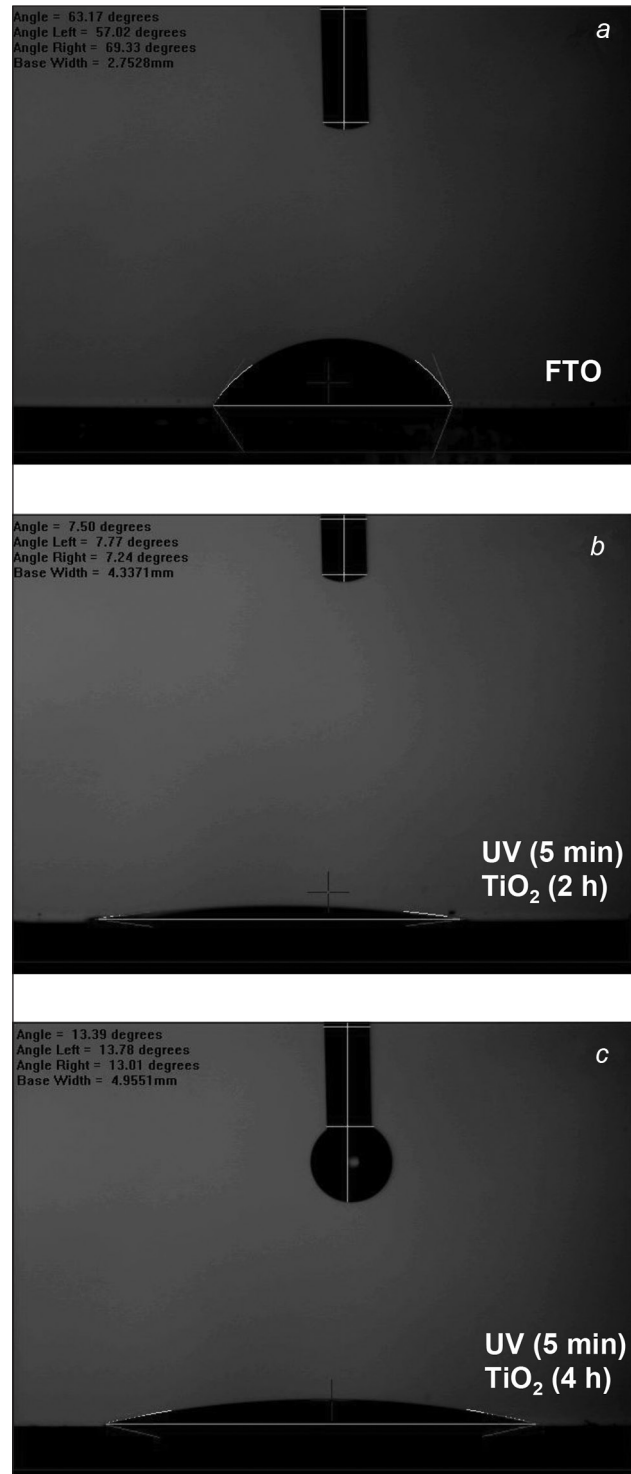 Angle = 63.17 degrees
Angle Left = 57.02 degrees
Angle Right = 69.33 degrees
Base Width = 2.7528mm
a
FTO
Angle = 7.50 degrees
Angle Left = 7.77 degrees
Angle Right = 7.24 degrees
Base Width = 4.3371mm
b
UV (5 min)
TiO₂ (2 h)
Angle = 13.39 degrees
Angle Left = 13.78 degrees
Angle Right = 13.01 degrees
Base Width = 4.9551mm
c
UV (5 min)
TiO₂ (4 h)